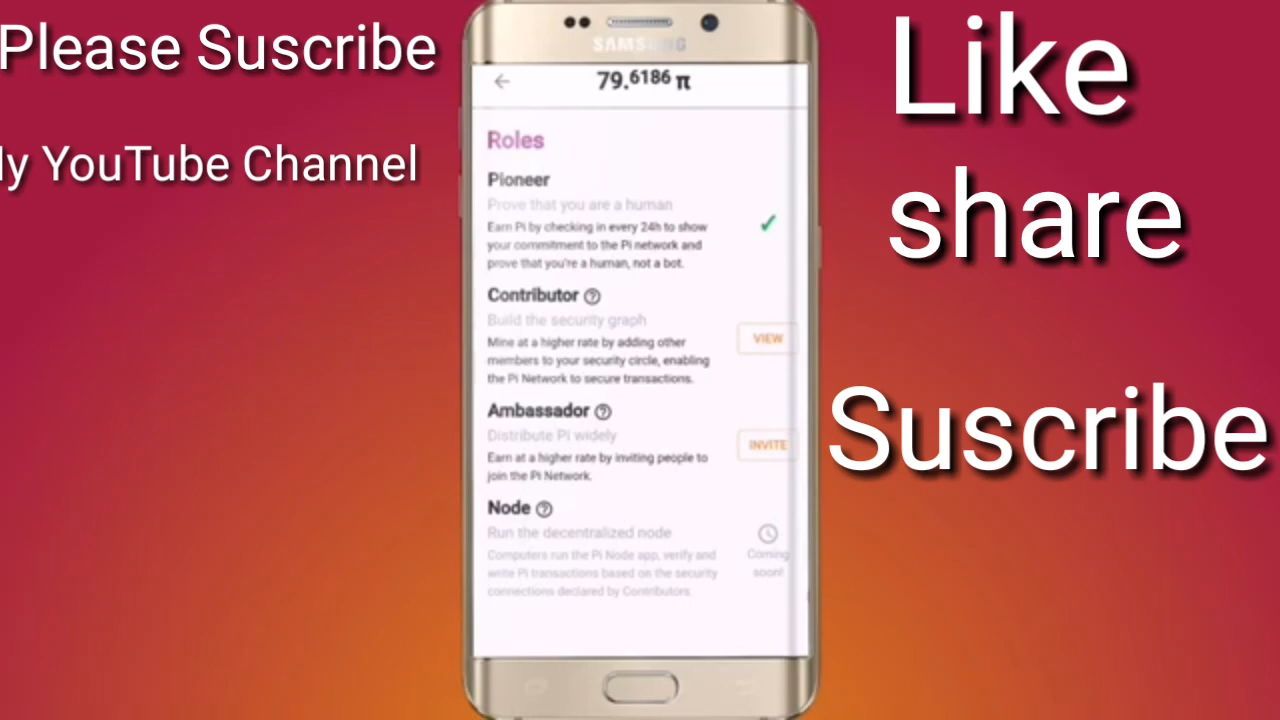 Please Suscribe
ly YouTube Channel
SAMSUNG
79.6186 π
Roles
Pioneer
Prove that you are a human
Earn Pi by checking in every 24h to show
your commitment to the Pi network and
prove that you're a human, not a bot.
Contributor
Build the security graph
Mine at a higher rate by adding other
members to your security circle, enabling
the Pi Network to secure transactions.
VIEW
Ambassador
Distribute Pi widely
Earn at a higher rate by inviting people to
join the Pi Network.
INVITE
Node
Run the decentralized node
Computers run the Pi Node app, verify and
write Pi transactions based on the security
connections declared by Contributors.
Coming
soon!
Like
share
Suscribe